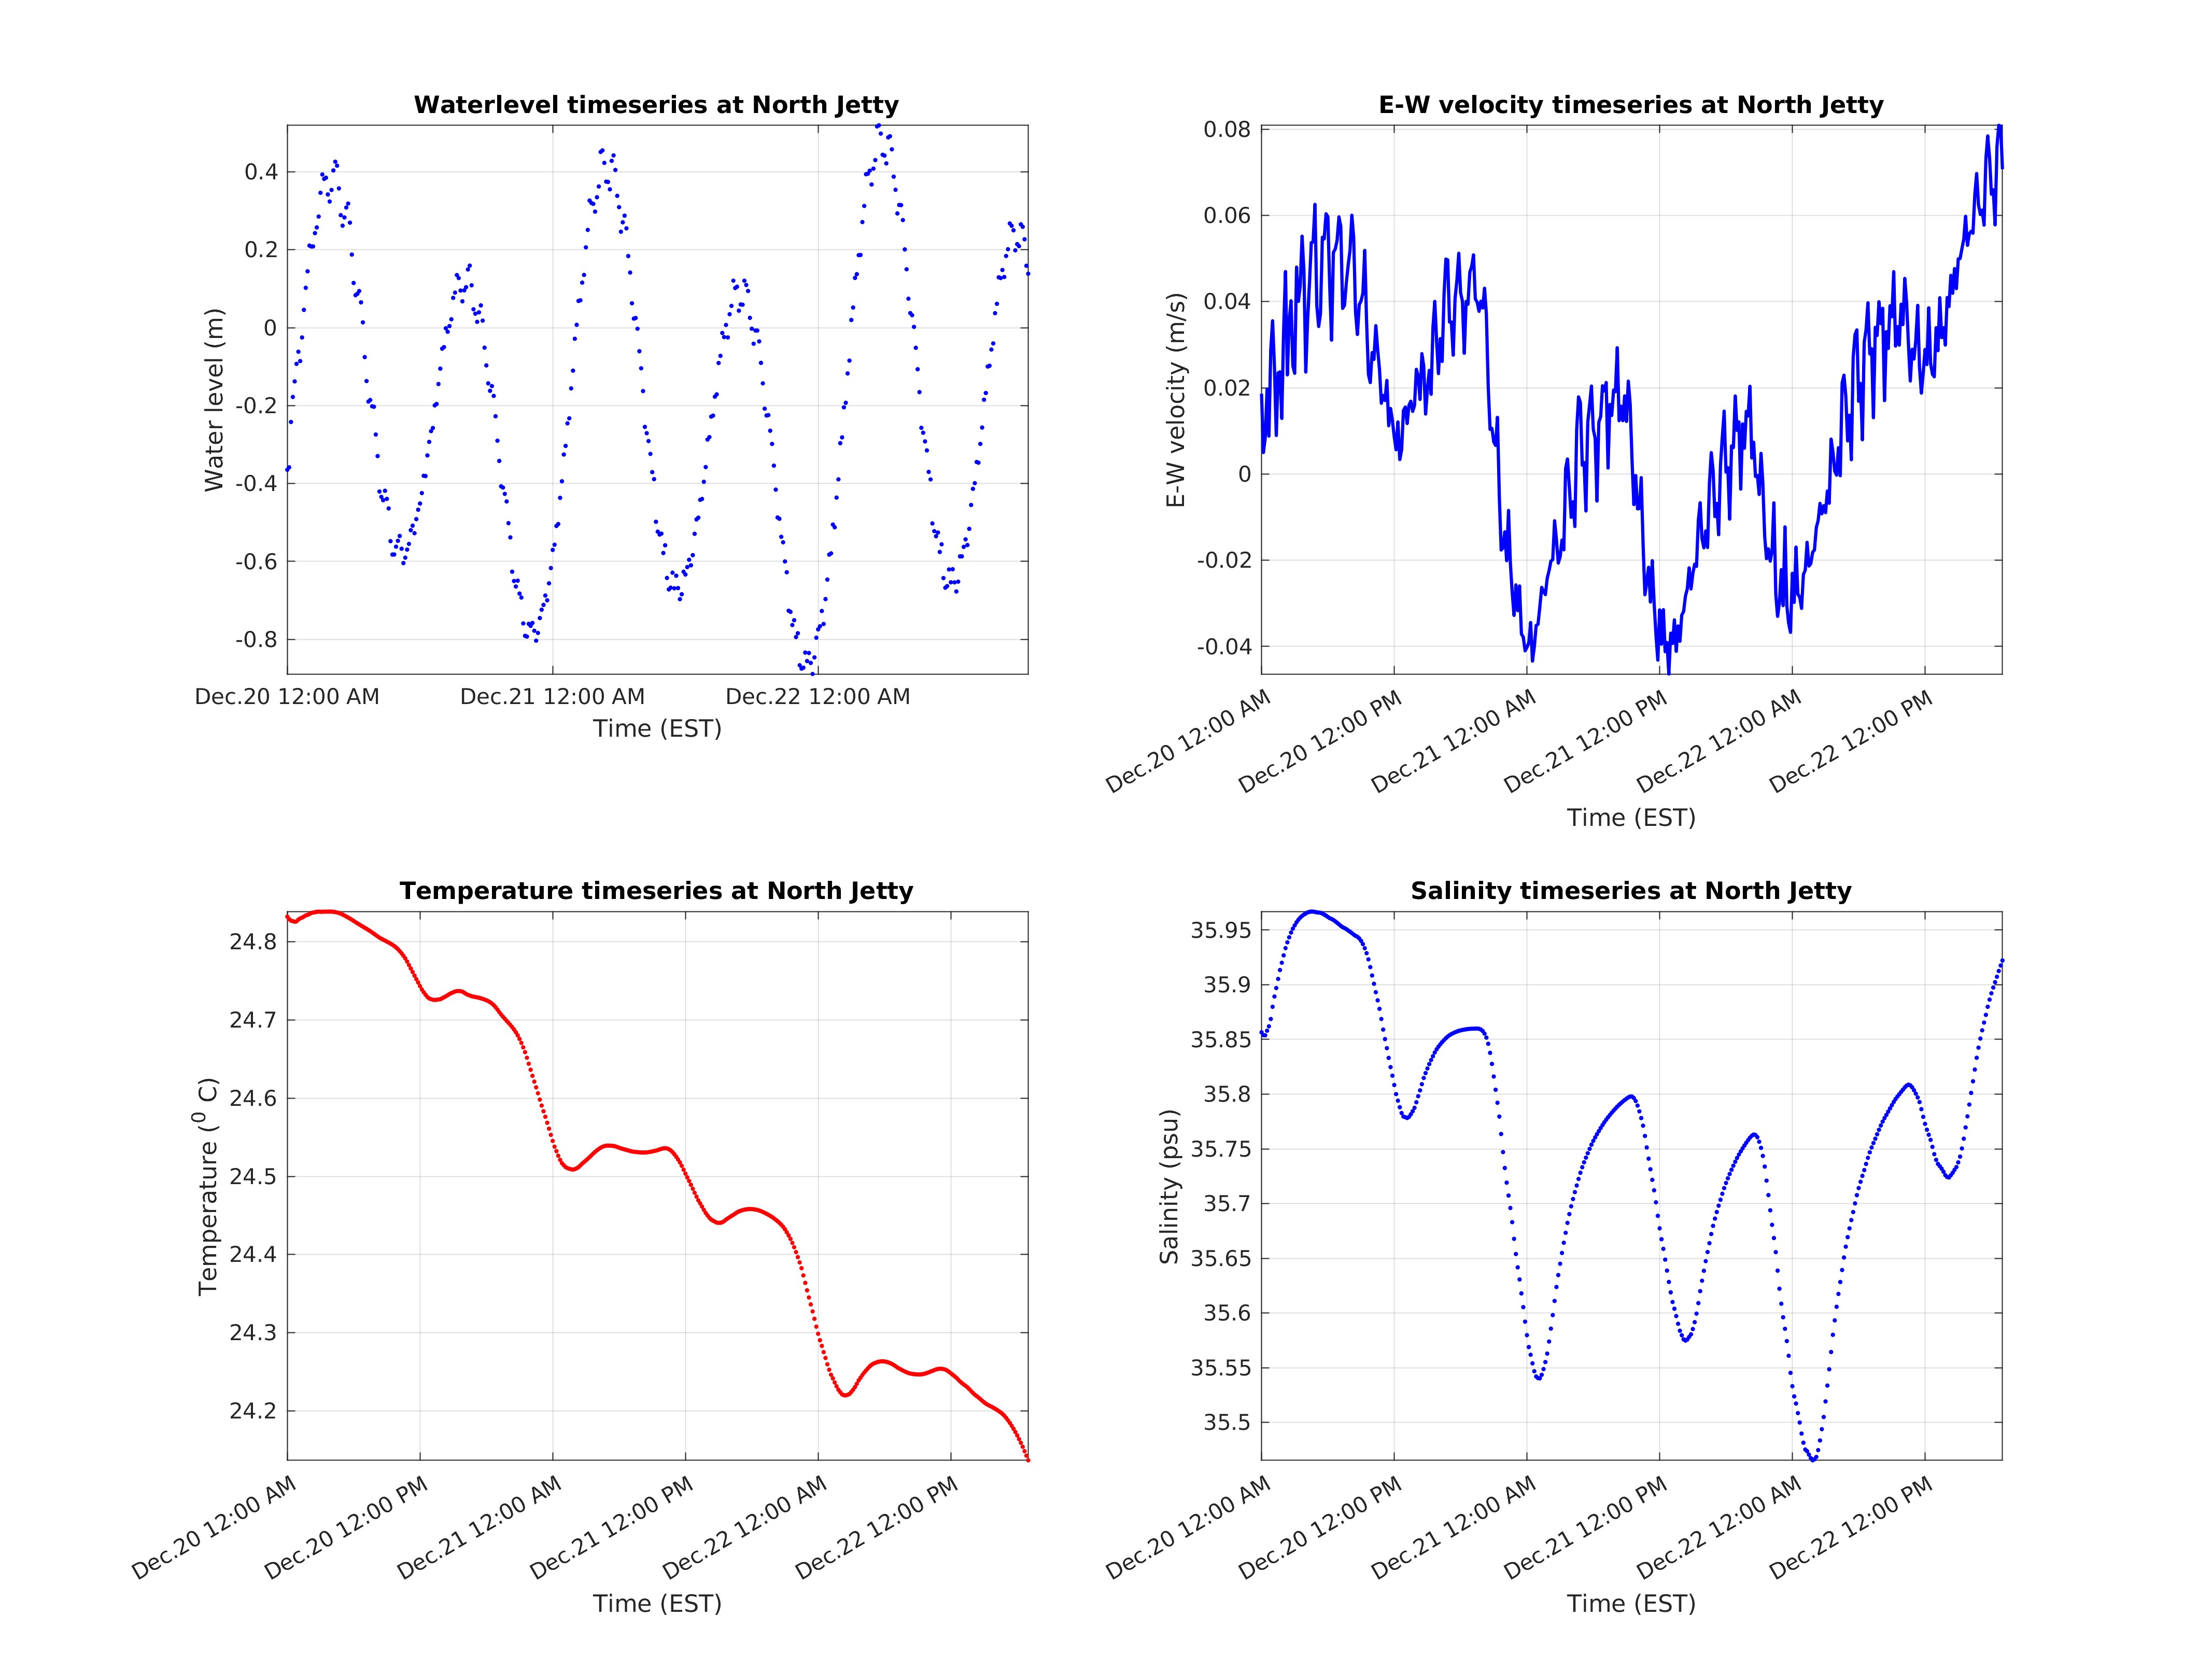 Waterlevel timeseries at North Jetty
0.4
0.2
0
-0.2
-0.4
-0.6
-0.8
Water level (m)
Dec.20 12:00 AM
Dec.21 12:00 AM
Dec.22 12:00 AM
Time (EST)
E-W velocity timeseries at North Jetty
0.08
0.06
0.04
0.02
0
-0.02
-0.04
E-W velocity (m/s)
Dec.20 12:00 AM
Dec.20 12:00 PM
Dec.21 12:00 AM
Dec.21 12:00 PM
Dec.22 12:00 AM
Dec.22 12:00 PM
Time (EST)
Temperature timeseries at North Jetty
24.8
24.7
24.6
24.5
24.4
24.3
24.2
Temperature (⁰ C)
Dec.20 12:00 AM
Dec.20 12:00 PM
Dec.21 12:00 AM
Dec.21 12:00 PM
Dec.22 12:00 AM
Dec.22 12:00 PM
Time (EST)
Salinity timeseries at North Jetty
35.95
35.9
35.85
35.8
35.75
35.7
35.65
35.6
35.55
35.5
Salinity (psu)
Dec.20 12:00 AM
Dec.20 12:00 PM
Dec.21 12:00 AM
Dec.21 12:00 PM
Dec.22 12:00 AM
Dec.22 12:00 PM
Time (EST)